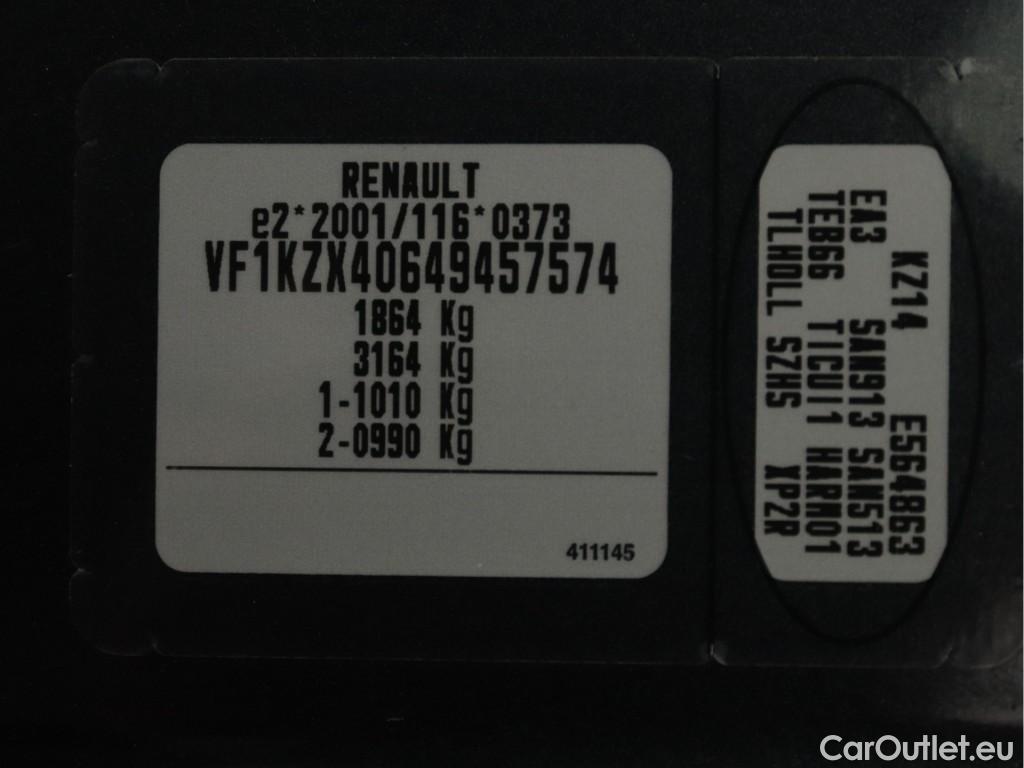 RENAULT
e2*2001/116*0373
VF1KZX40649457574
1864 Kg
3164 Kg
1-1010 Kg
2-0990 Kg
411145
KZ14 E564863
EA3 SAN913 SAN513
TEB66 TICUI1 HARN01
TLHOLL SZHS XP2R
CarOutlet.eu